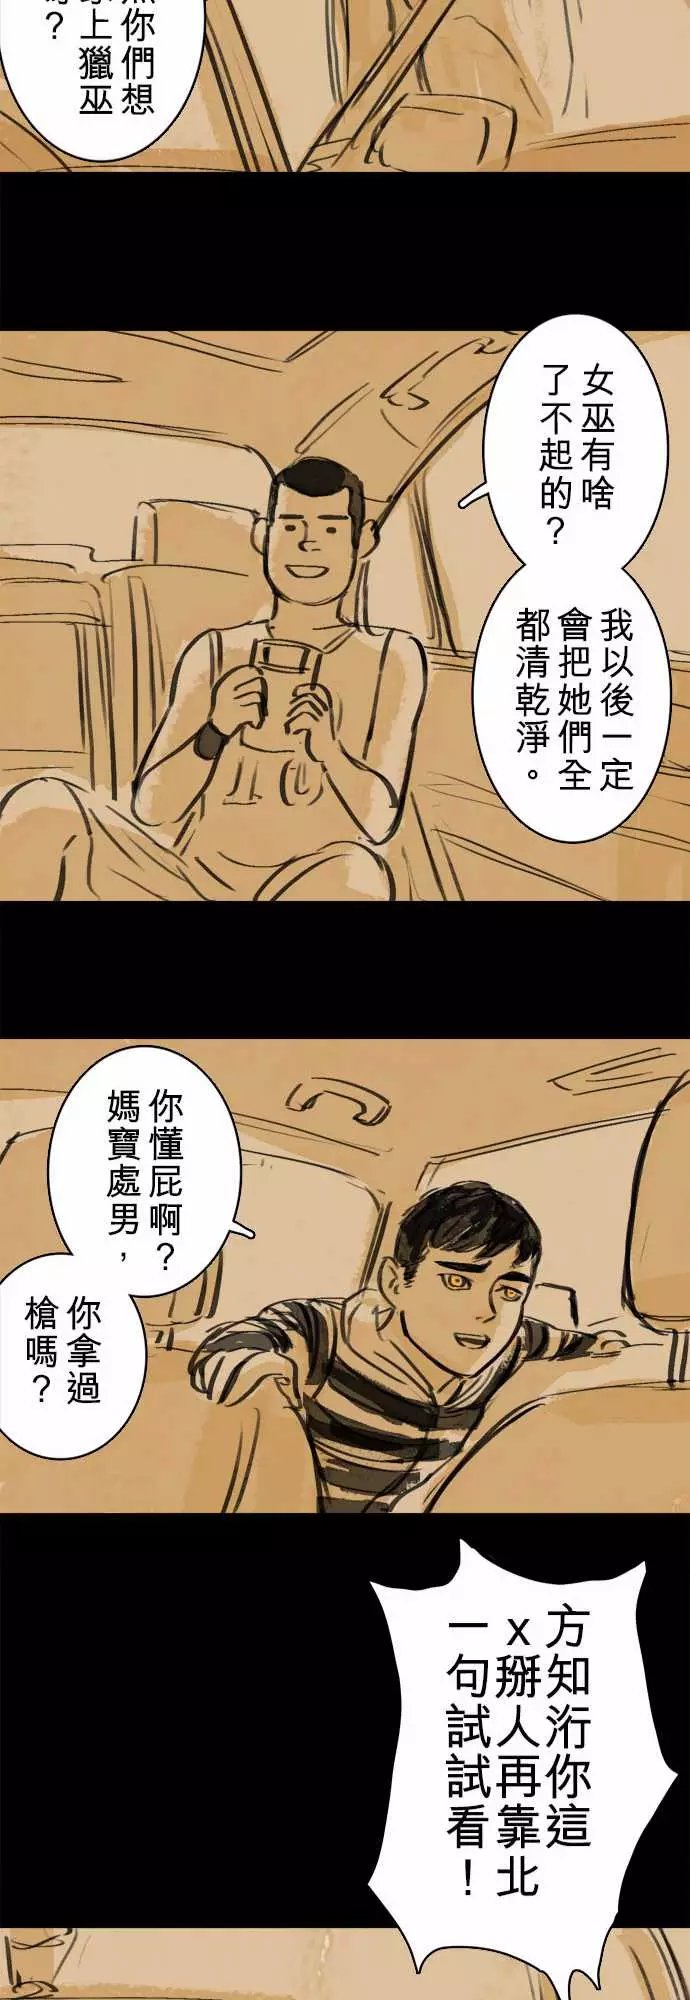 然你們想
上獵巫
嗎？
女巫有啥
了不起的？
我以後一定
會把她們全
都清乾淨。
你懂屁啊？
媽寶處男，
你拿過
槍嗎？
方知洐你這
x掰人再靠北
一句試試看！